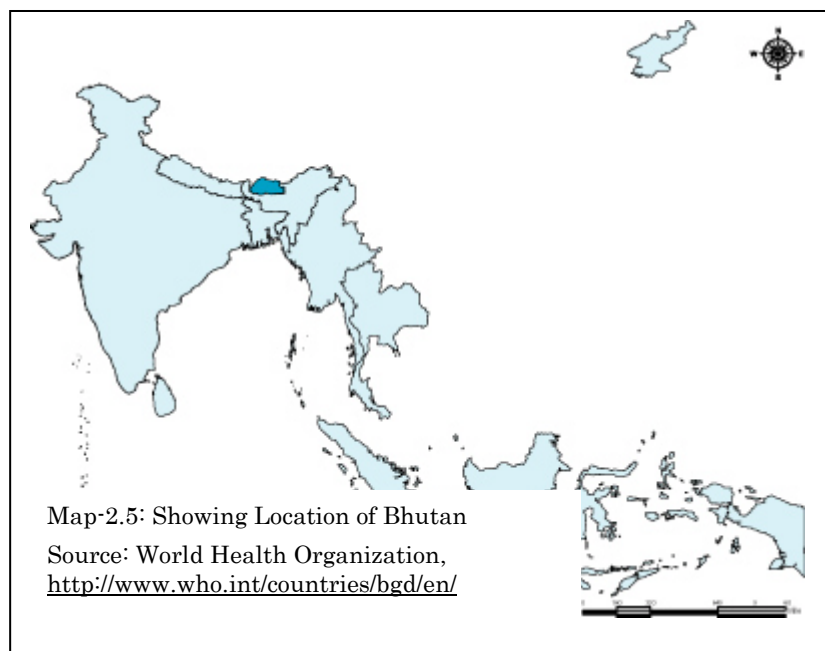 N
W E
S
Map-2.5: Showing Location of Bhutan
Source: World Health Organization,
http://www.who.int/countries/bgd/en/